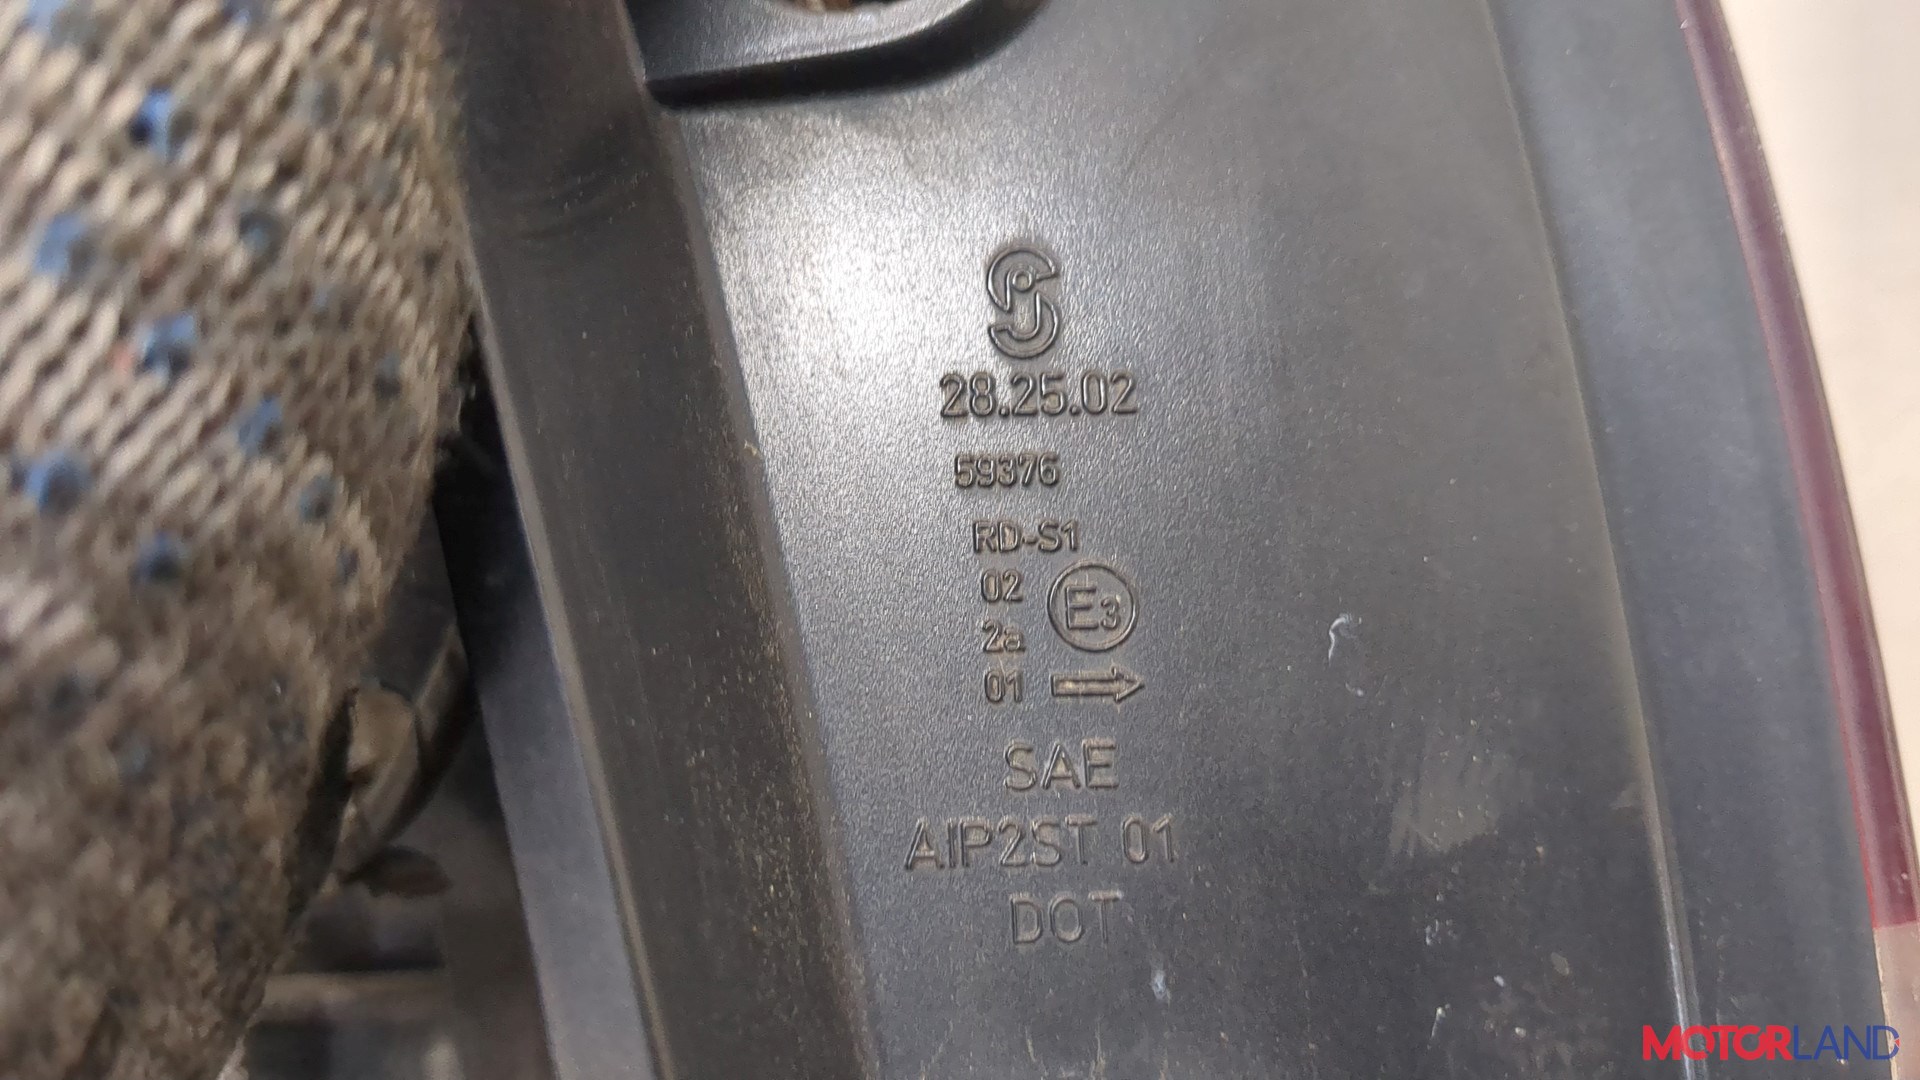 28.25.02
59376
RD-S1
02
2a
E3
01
SAE
AIP2ST 01
DOT
MOTORLAND